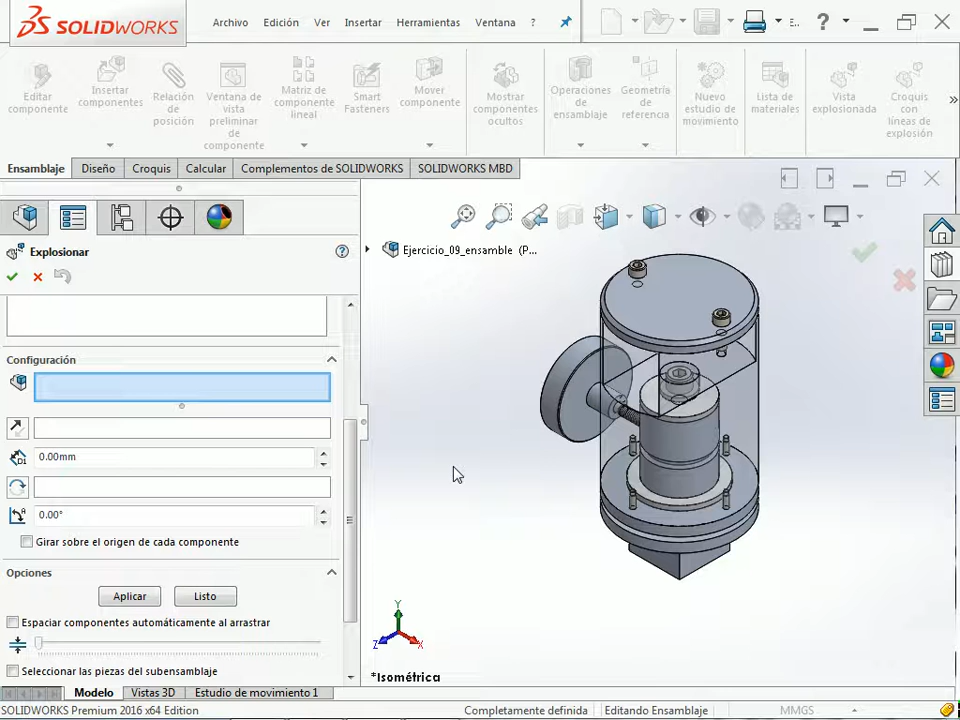 SOLIDWORKS
Archivo Edición Ver Insertar Herramientas Ventana ? E.. ?
Editar componente
Insertar componentes
Relación de posición
Ventana de vista preliminar de componente
Matriz de componente lineal
Smart Fasteners
Mover componente
Mostrar componentes ocultos
Operaciones de ensamblaje
Geometría de referencia
Nuevo estudio de movimiento
Lista de materiales
Vista explosionada
Croquis con líneas de explosión
Ensamblaje Diseño Croquis Calcular Complementos de SOLIDWORKS SOLIDWORKS MBD
Explosionar
Ejercicio_09_ensamble (P...
Configuración
0.00mm
0.00°
Girar sobre el origen de cada componente
Opciones
Aplicar Listo
Espaciar componentes automáticamente al arrastrar
Seleccionar las piezas del subensamblaje
Y
Z X
*Isométrica
Modelo Vistas 3D Estudio de movimiento 1
SOLIDWORKS Premium 2016 x64 Edition Completamente definida Editando Ensamblaje MMGS